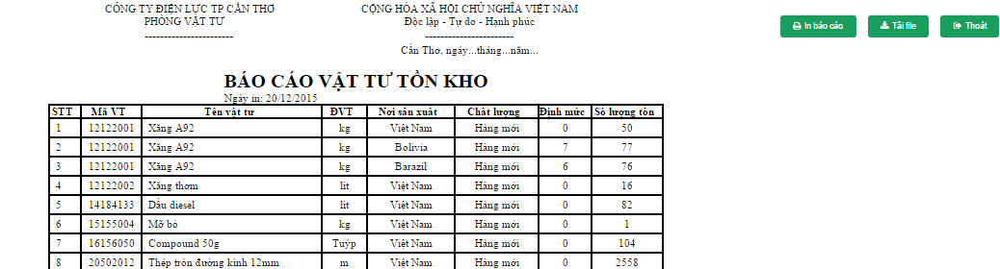 CÔNG TY ĐIỆN LỰC TP CẦN THƠ
PHÒNG VẬT TƯ
-----------------------
CỘNG HÒA XÃ HỘI CHỦ NGHĨA VIỆT NAM
Độc lập - Tự do - Hạnh phúc
-----------------------
Cần Thơ, ngày...tháng...năm...
In báo cáo Tải file Thoát
BÁO CÁO VẬT TƯ TỒN KHO
Ngày in: 20/12/2015
STT Mã VT Tên vật tư ĐVT Nơi sản xuất Chất lượng Định mức Số lượng tồn
1 12122001 Xăng A92 kg Việt Nam Hàng mới 0 50
2 12122001 Xăng A92 kg Bolivia Hàng mới 7 77
3 12122001 Xăng A92 kg Barazil Hàng mới 6 76
4 12122002 Xăng thơm lít Việt Nam Hàng mới 0 16
5 14184133 Dầu diesel lít Việt Nam Hàng mới 0 82
6 15155004 Mỡ bò kg Việt Nam Hàng mới 0 1
7 16156050 Compound 50g Tuýp Việt Nam Hàng mới 0 104
8 20502012 Thép tròn đường kính 12mm m Việt Nam Hàng mới 0 2558